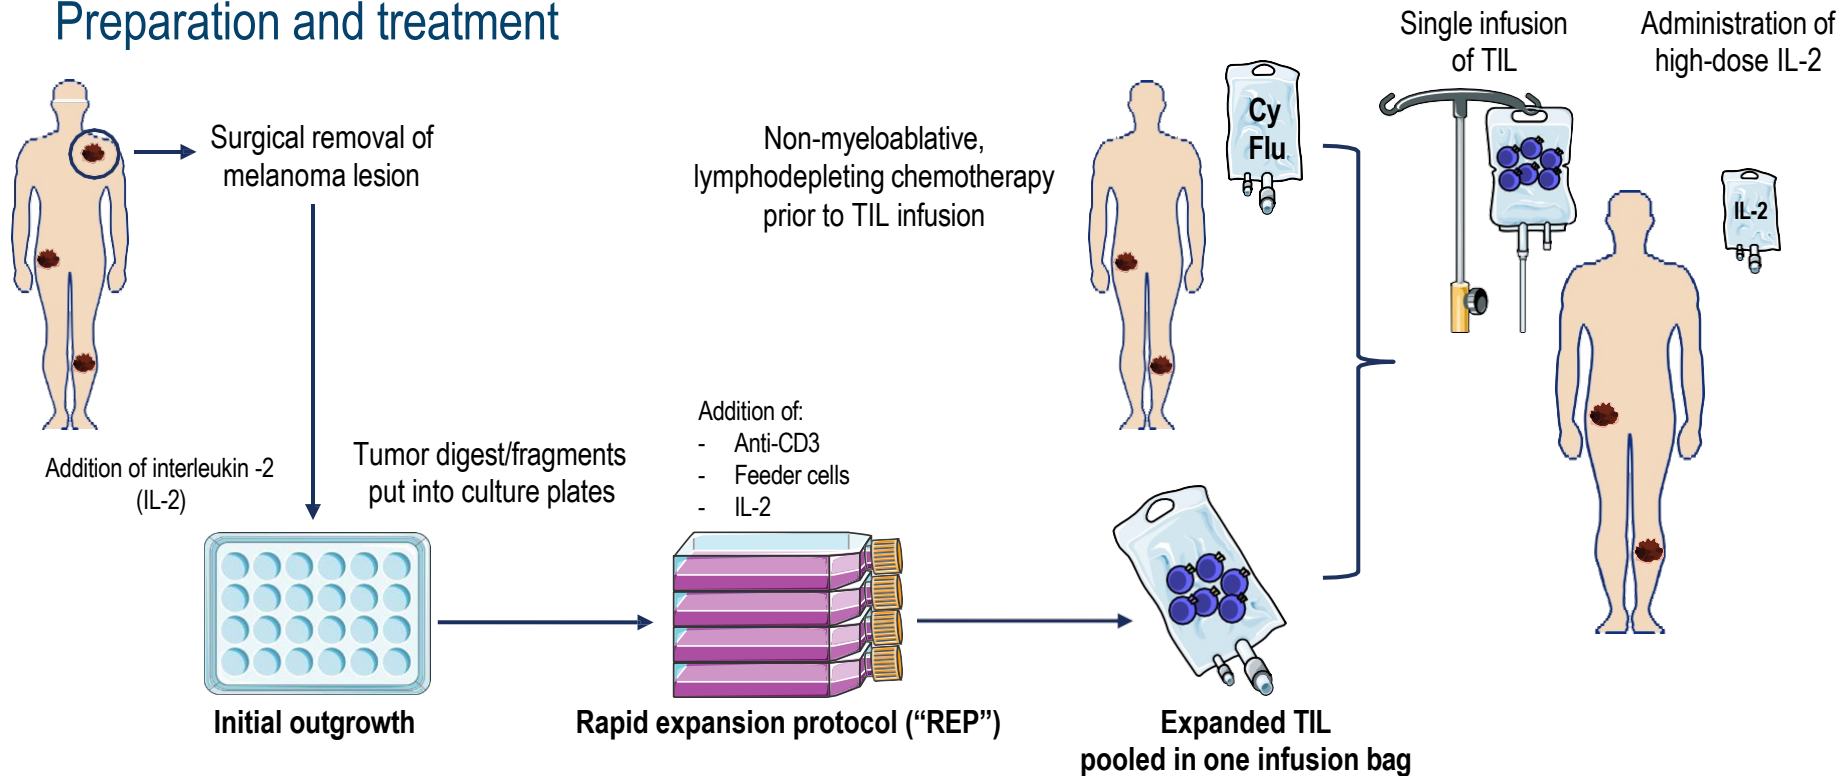 Preparation and treatment
Surgical removal of
melanoma lesion
Addition of interleukin -2
(IL-2)
Tumor digest/fragments
put into culture plates
Initial outgrowth
Addition of:
- Anti-CD3
- Feeder cells
- IL-2
Rapid expansion protocol (“REP”)
Non-myeloablative,
lymphodepleting chemotherapy
prior to TIL infusion
Cy
Flu
Expanded TIL
pooled in one infusion bag
Single infusion
of TIL
Administration of
high-dose IL-2
IL-2